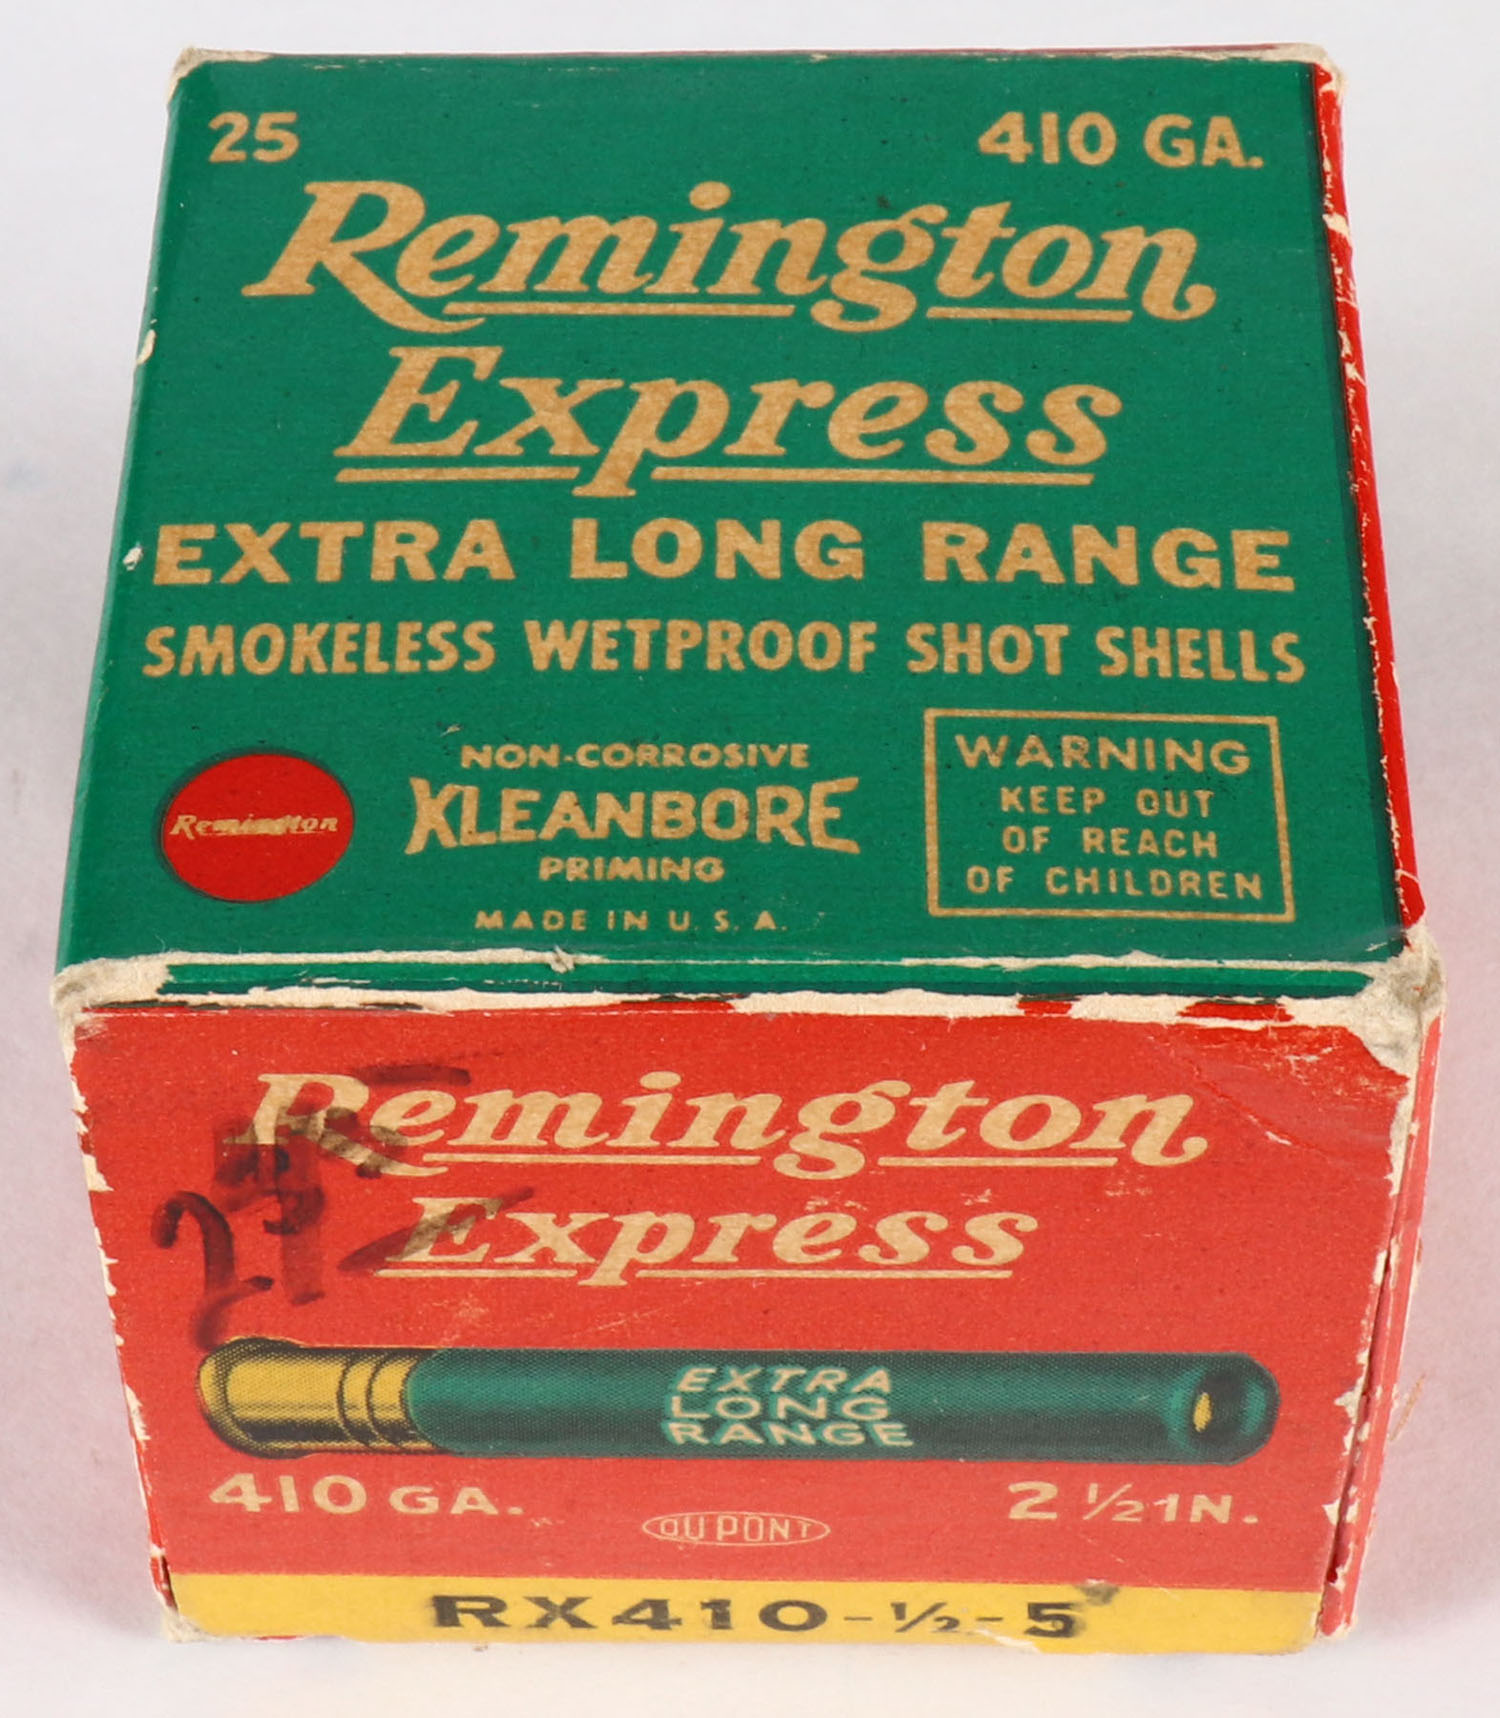 25 410 GA.
Remington
Express
EXTRA LONG RANGE
SMOKELESS WETPROOF SHOT SHELLS
Remington
NON-CORROSIVE
KLEANBORE
PRIMING
MADE IN U.S.A.
WARNING
KEEP OUT
OF REACH
OF CHILDREN
Remington
Express
EXTRA
LONG
RANGE
410 GA. 2 1/2 IN.
DU PONT
RX410-1/2-5